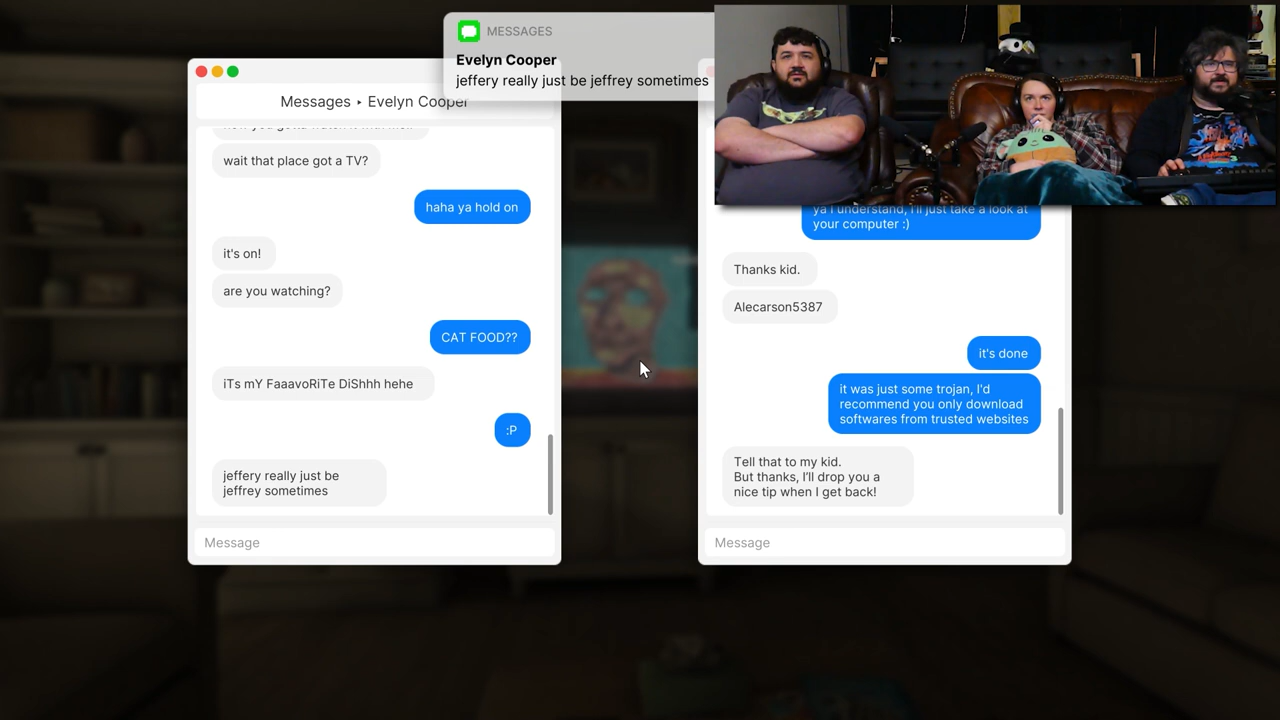 MESSAGES
Evelyn Cooper
jeffery really just be jeffrey sometimes
Messages ▸ Evelyn Cooper
wait that place got a TV?
haha ya hold on
it's on!
are you watching?
CAT FOOD??
iTs mY FaaavoRiTe DiShhh hehe
:P
jeffery really just be
jeffrey sometimes
Message
ya I understand, I'll just take a look at
your computer :)
Thanks kid.
Alecarson5387
it's done
it was just some trojan, I'd
recommend you only download
softwares from trusted websites
Tell that to my kid.
But thanks, I'll drop you a
nice tip when I get back!
Message